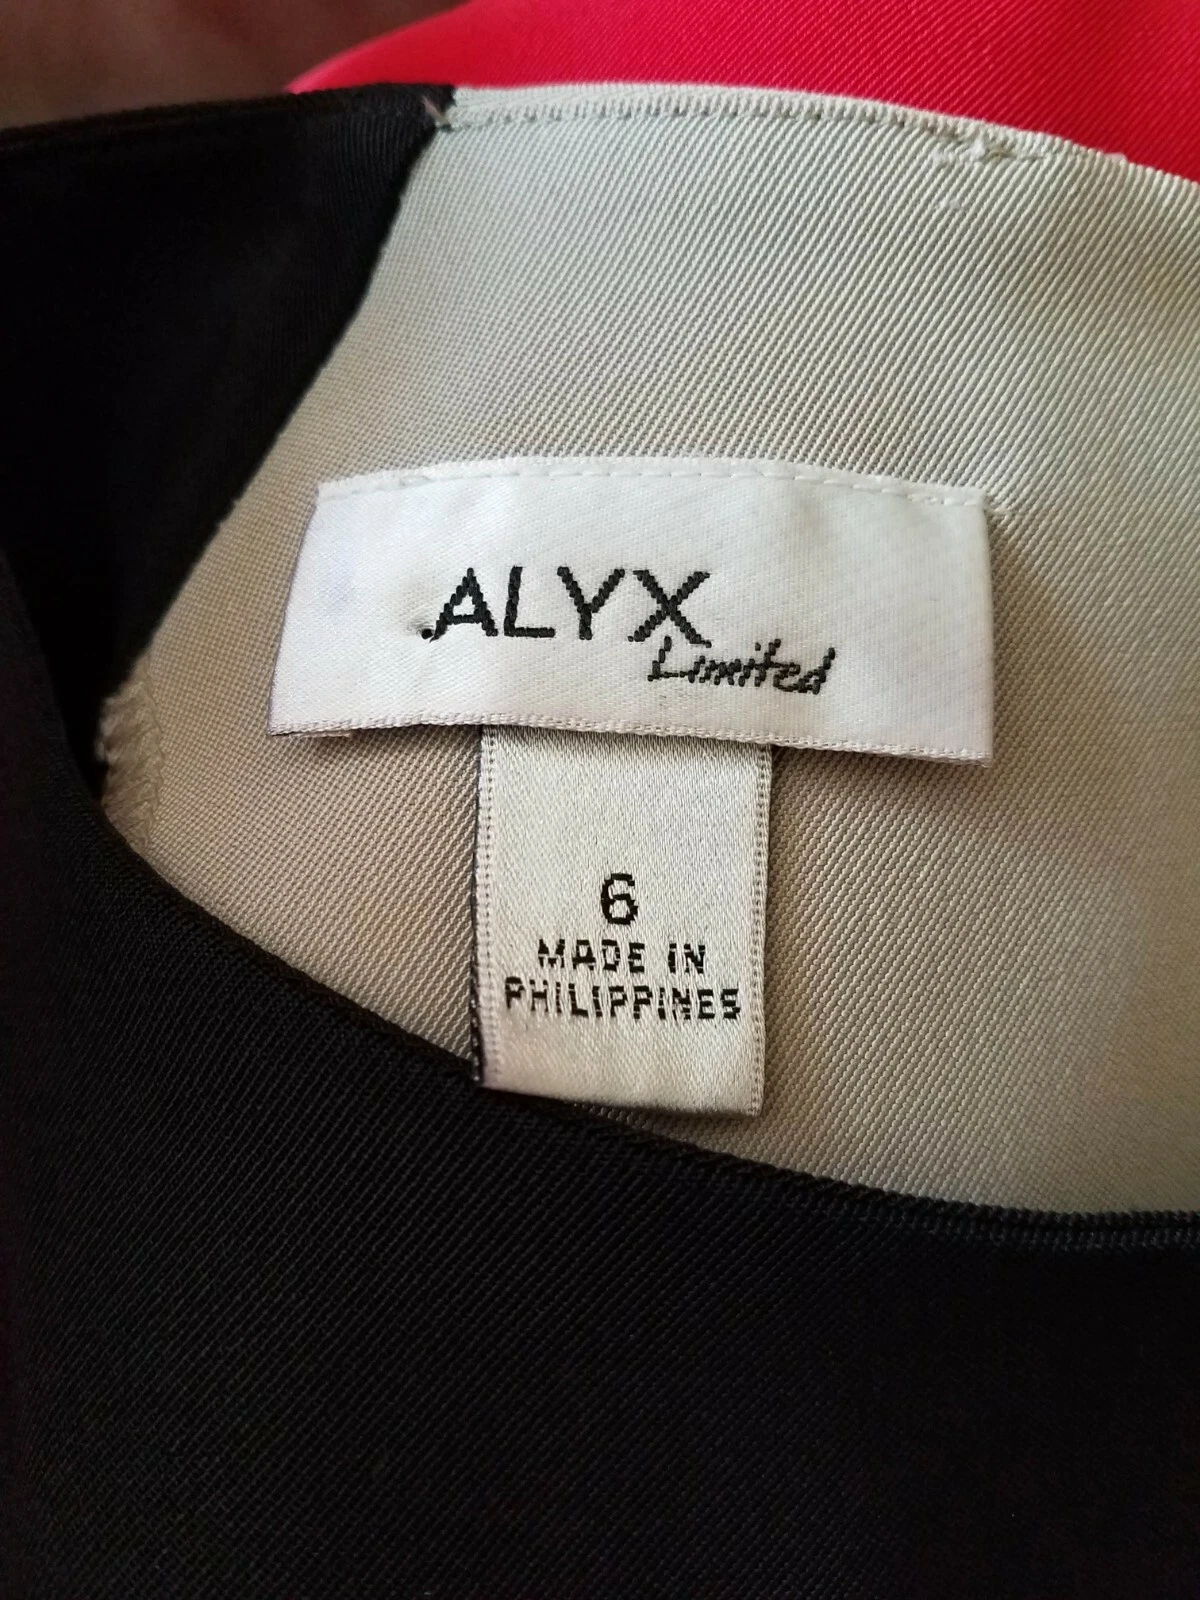 .ALYX
Limited
6
MADE IN
PHILIPPINES